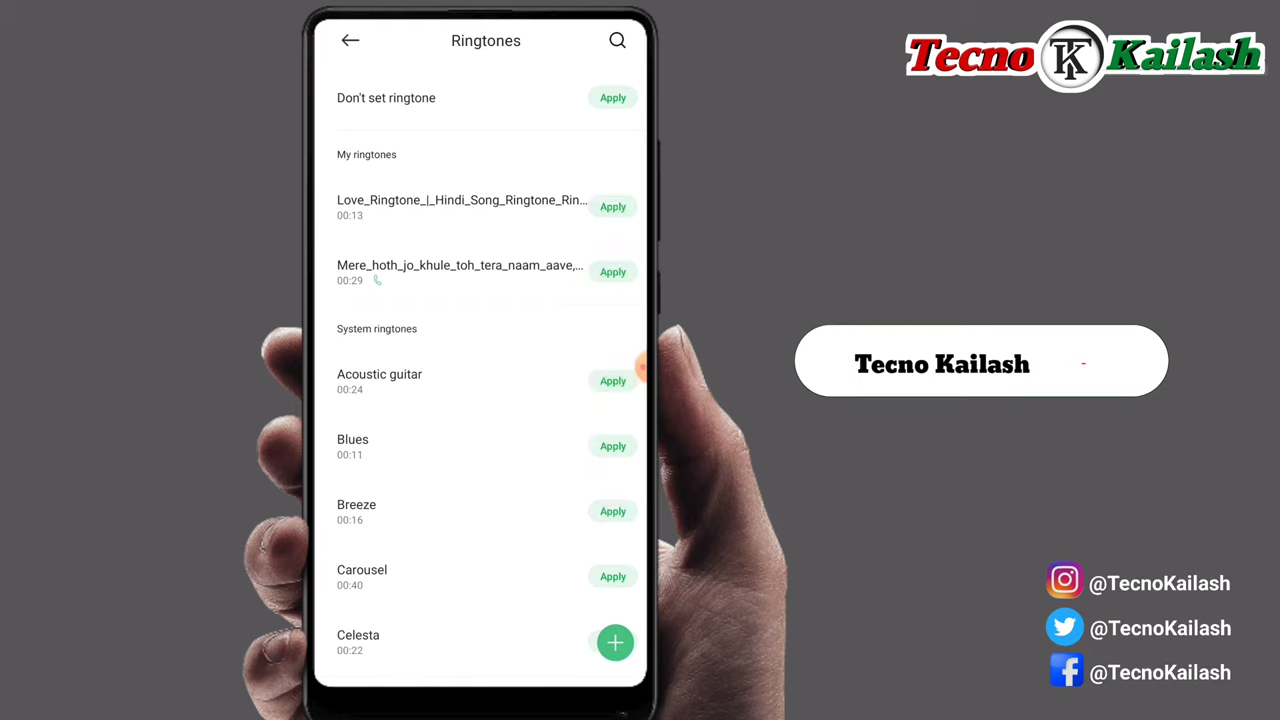 Ringtones
Don't set ringtone
Apply
My ringtones
Love_Ringtone_|_Hindi_Song_Ringtone_Rin...
00:13
Apply
Mere_hoth_jo_khule_toh_tera_naam_aave,...
00:29
Apply
System ringtones
Acoustic guitar
00:24
Apply
Blues
00:11
Apply
Breeze
00:16
Apply
Carousel
00:40
Apply
Celesta
00:22
Tecno TK Kailash
Tecno Kailash -
@TecnoKailash
@TecnoKailash
@TecnoKailash